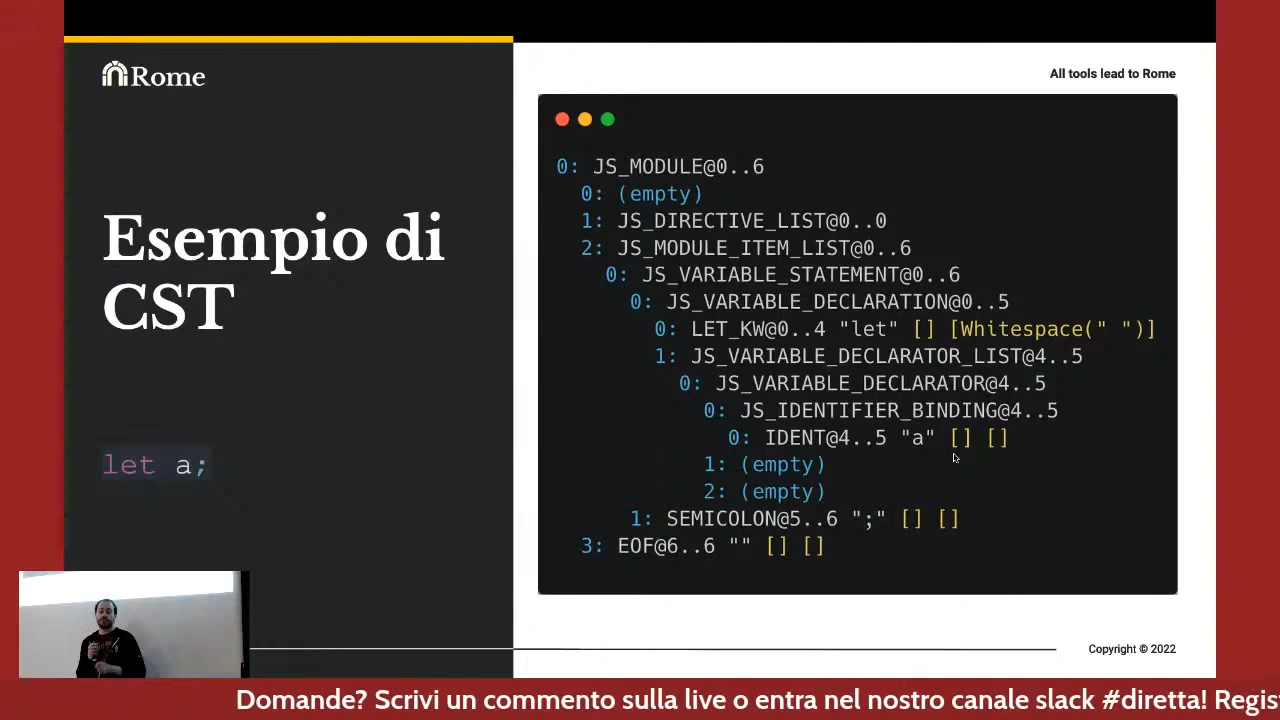 Rome
All tools lead to Rome
Esempio di
CST
let a;
0: JS_MODULE@0..6
0: (empty)
1: JS_DIRECTIVE_LIST@0..0
2: JS_MODULE_ITEM_LIST@0..6
0: JS_VARIABLE_STATEMENT@0..6
0: JS_VARIABLE_DECLARATION@0..5
0: LET_KW@0..4 "let" [] [Whitespace(" ")]
1: JS_VARIABLE_DECLARATOR_LIST@4..5
0: JS_VARIABLE_DECLARATOR@4..5
0: JS_IDENTIFIER_BINDING@4..5
0: IDENT@4..5 "a" [] []
1: (empty)
2: (empty)
1: SEMICOLON@5..6 ";" [] []
3: EOF@6..6 "" [] []
Copyright © 2022
Domande? Scrivi un commento sulla live o entra nel nostro canale slack #diretta! Regis